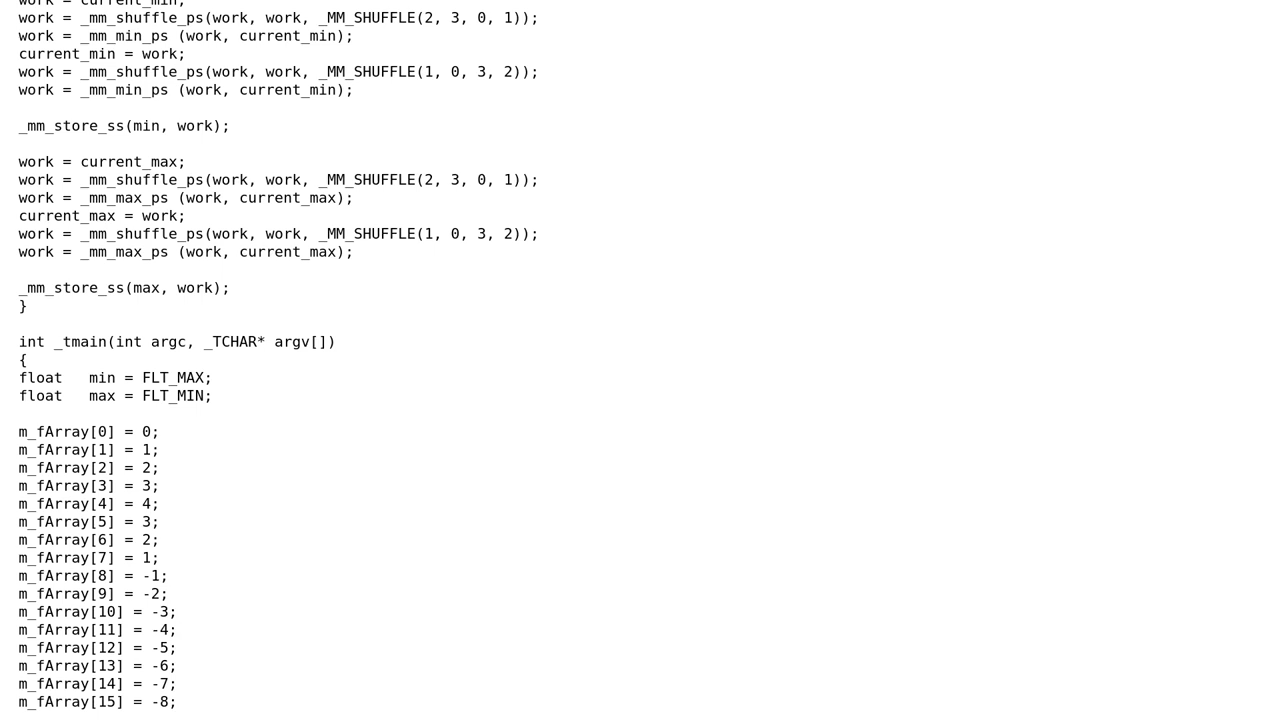 work = current_min;
work = _mm_shuffle_ps(work, work, _MM_SHUFFLE(2, 3, 0, 1));
work = _mm_min_ps (work, current_min);
current_min = work;
work = _mm_shuffle_ps(work, work, _MM_SHUFFLE(1, 0, 3, 2));
work = _mm_min_ps (work, current_min);

_mm_store_ss(min, work);

work = current_max;
work = _mm_shuffle_ps(work, work, _MM_SHUFFLE(2, 3, 0, 1));
work = _mm_max_ps (work, current_max);
current_max = work;
work = _mm_shuffle_ps(work, work, _MM_SHUFFLE(1, 0, 3, 2));
work = _mm_max_ps (work, current_max);

_mm_store_ss(max, work);
}

int _tmain(int argc, _TCHAR* argv[])
{
float   min = FLT_MAX;
float   max = FLT_MIN;

m_fArray[0] = 0;
m_fArray[1] = 1;
m_fArray[2] = 2;
m_fArray[3] = 3;
m_fArray[4] = 4;
m_fArray[5] = 3;
m_fArray[6] = 2;
m_fArray[7] = 1;
m_fArray[8] = -1;
m_fArray[9] = -2;
m_fArray[10] = -3;
m_fArray[11] = -4;
m_fArray[12] = -5;
m_fArray[13] = -6;
m_fArray[14] = -7;
m_fArray[15] = -8;